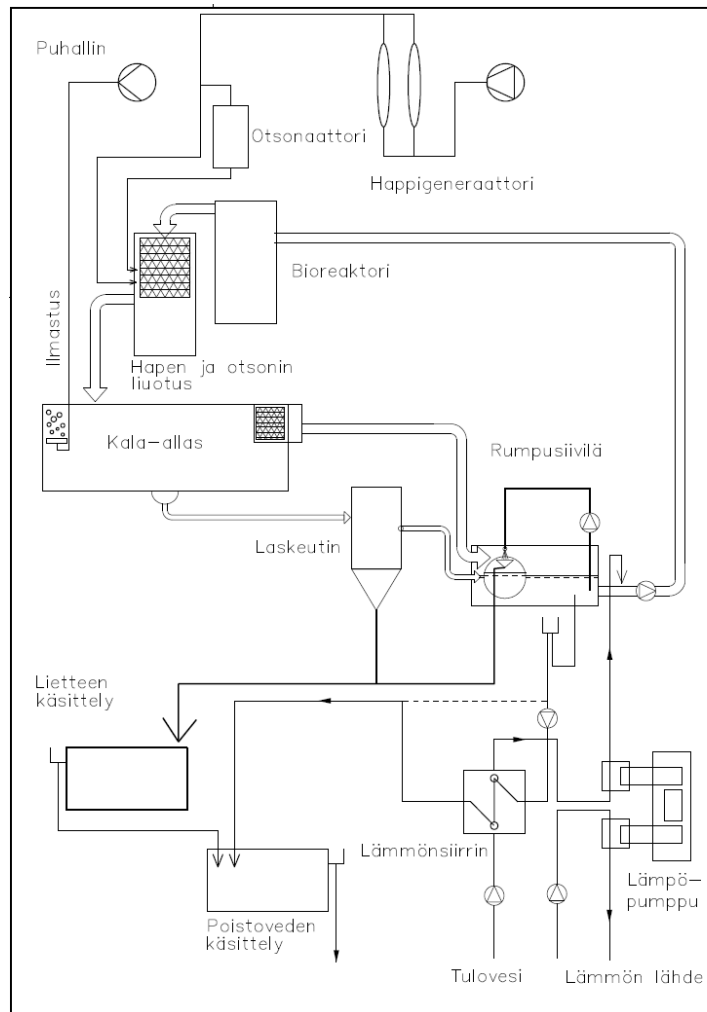 Puhallin
Otsonaattori
Happigeneraattori
Bioreaktori
Ilmastus
Hapen ja otsonin
liuotus
Kala-allas
Rumpusiivilä
Laskeutin
Lietteen
käsittely
Lämmönsiirrin
Lämpö-
pumppu
Poistoveden
käsittely
Tulovesi
Lämmön lähde